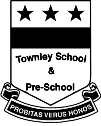 Townley School
&
Pre-School
PROBITAS VERUS HONOS